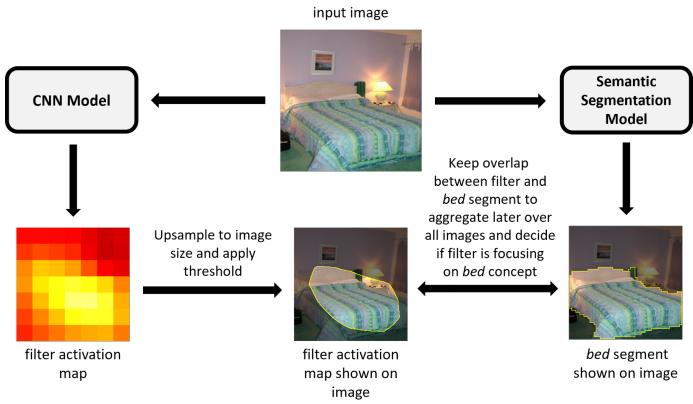 input image
CNN Model
Semantic
Segmentation
Model
Keep overlap
between filter and
bed segment to
aggregate later over
all images and decide
if filter is focusing
on bed concept
Upsample to image
size and apply
threshold
filter activation
map
filter activation
map shown on
image
bed segment
shown on image